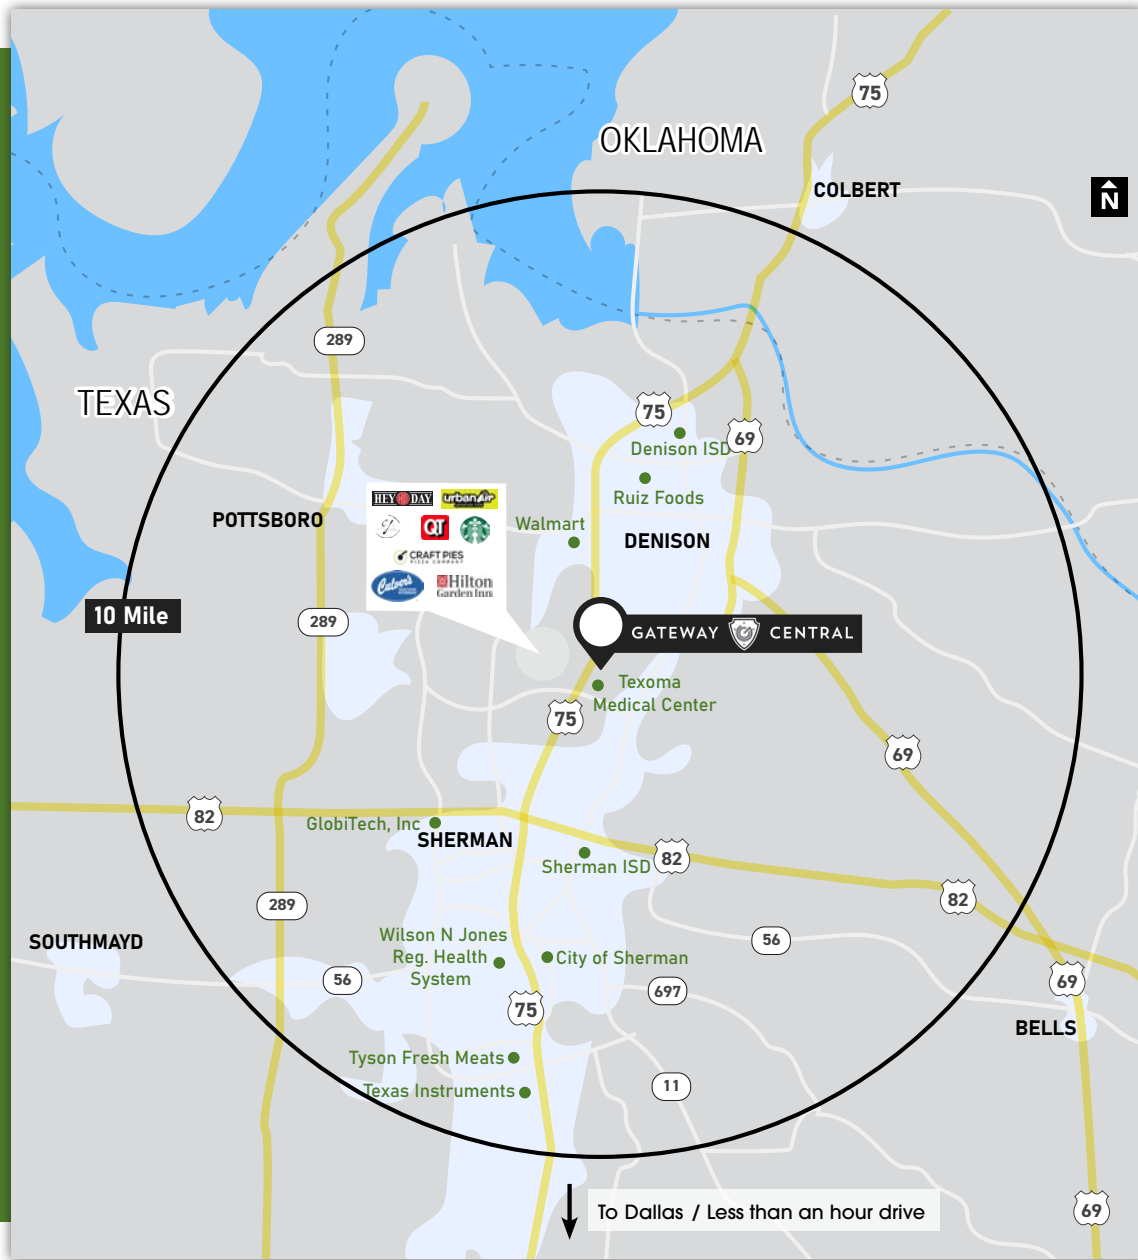 75
OKLAHOMA
COLBERT
N
289
TEXAS
75
69
Denison ISD
HEY DAY
urbanAir
Ruiz Foods
POTTSBORO
QT
Walmart
DENISON
CRAFT PIES
PIZZA COMPANY
Culver's
Hilton
Garden Inn
10 Mile
289
GATEWAY CENTRAL
Texoma
Medical Center
75
69
82
GlobiTech, Inc
SHERMAN
Sherman ISD
82
82
289
SOUTHMAYD
Wilson N Jones
Reg. Health
System
City of Sherman
56
56
697
69
75
BELLS
Tyson Fresh Meats
Texas Instruments
11
To Dallas / Less than an hour drive
69